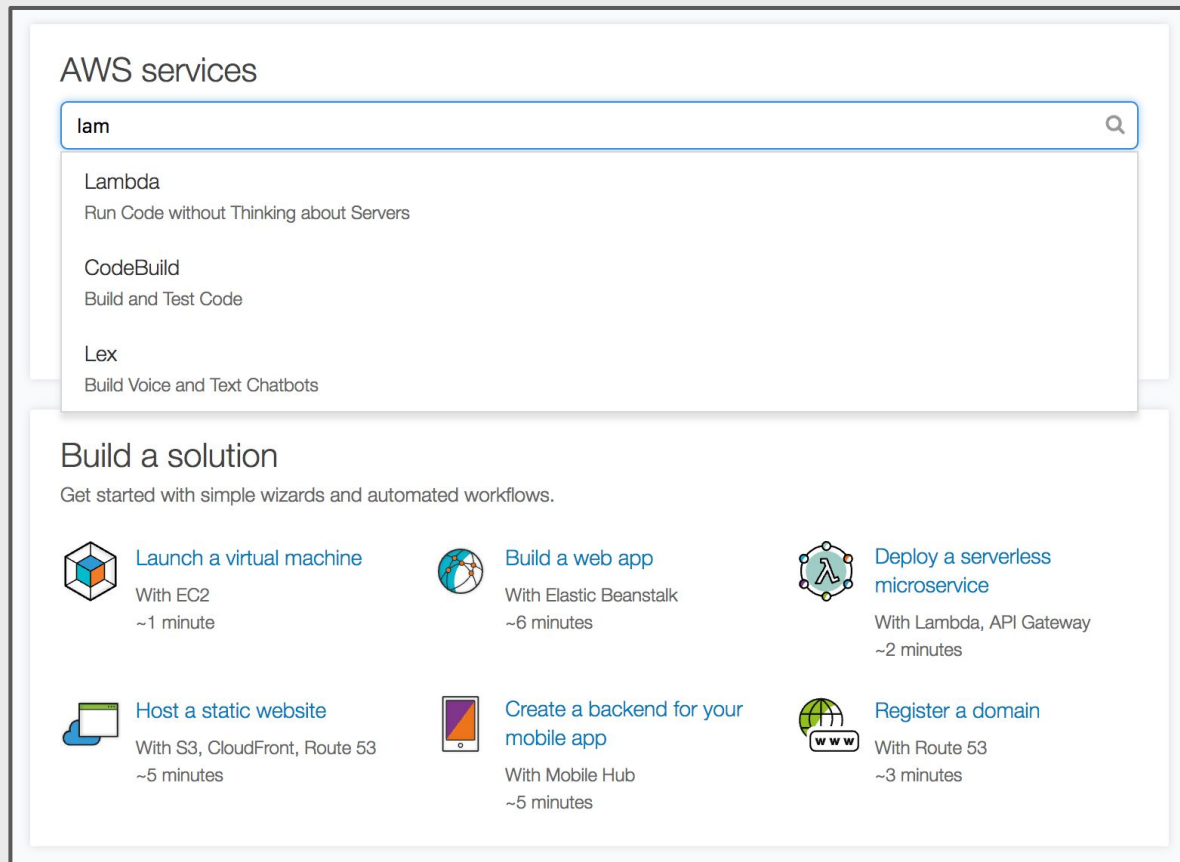 AWS services
lam
Lambda
Run Code without Thinking about Servers
CodeBuild
Build and Test Code
Lex
Build Voice and Text Chatbots
Build a solution
Get started with simple wizards and automated workflows.
Launch a virtual machine
With EC2
~1 minute
Build a web app
With Elastic Beanstalk
~6 minutes
Deploy a serverless
microservice
With Lambda, API Gateway
~2 minutes
Host a static website
With S3, CloudFront, Route 53
~5 minutes
Create a backend for your
mobile app
With Mobile Hub
~5 minutes
www
Register a domain
With Route 53
~3 minutes